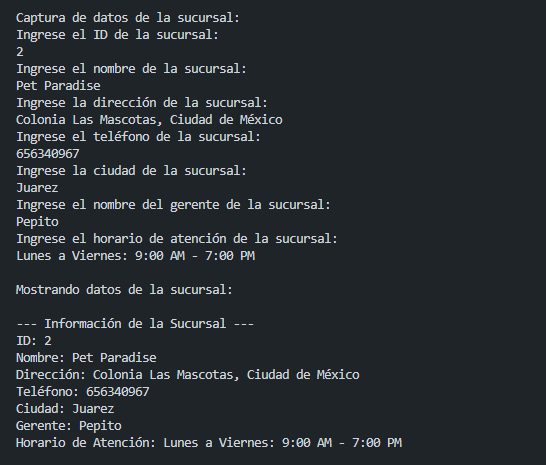 Captura de datos de la sucursal:
Ingrese el ID de la sucursal:
2
Ingrese el nombre de la sucursal:
Pet Paradise
Ingrese la dirección de la sucursal:
Colonia Las Mascotas, Ciudad de México
Ingrese el teléfono de la sucursal:
656340967
Ingrese la ciudad de la sucursal:
Juarez
Ingrese el nombre del gerente de la sucursal:
Pepito
Ingrese el horario de atención de la sucursal:
Lunes a Viernes: 9:00 AM - 7:00 PM
Mostrando datos de la sucursal:
--- Información de la Sucursal ---
ID: 2
Nombre: Pet Paradise
Dirección: Colonia Las Mascotas, Ciudad de México
Teléfono: 656340967
Ciudad: Juarez
Gerente: Pepito
Horario de Atención: Lunes a Viernes: 9:00 AM - 7:00 PM